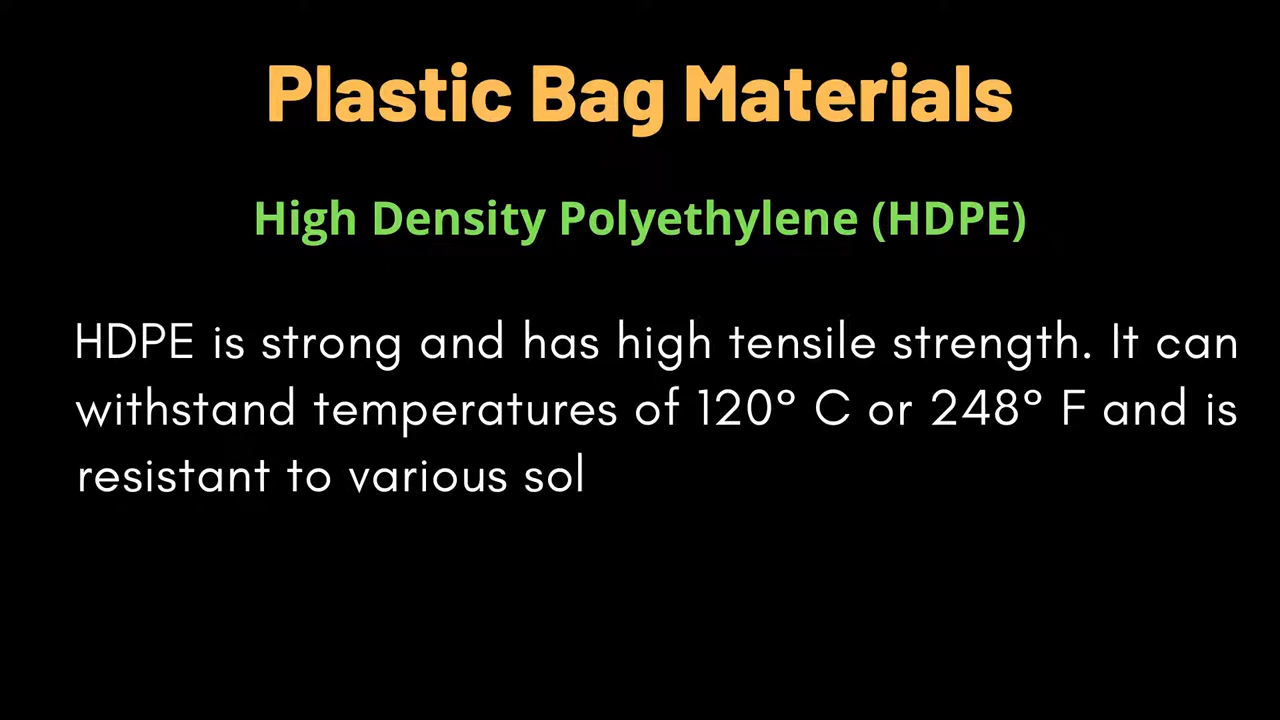 Plastic Bag Materials
High Density Polyethylene (HDPE)
HDPE is strong and has high tensile strength. It can
withstand temperatures of 120° C or 248° F and is
resistant to various sol